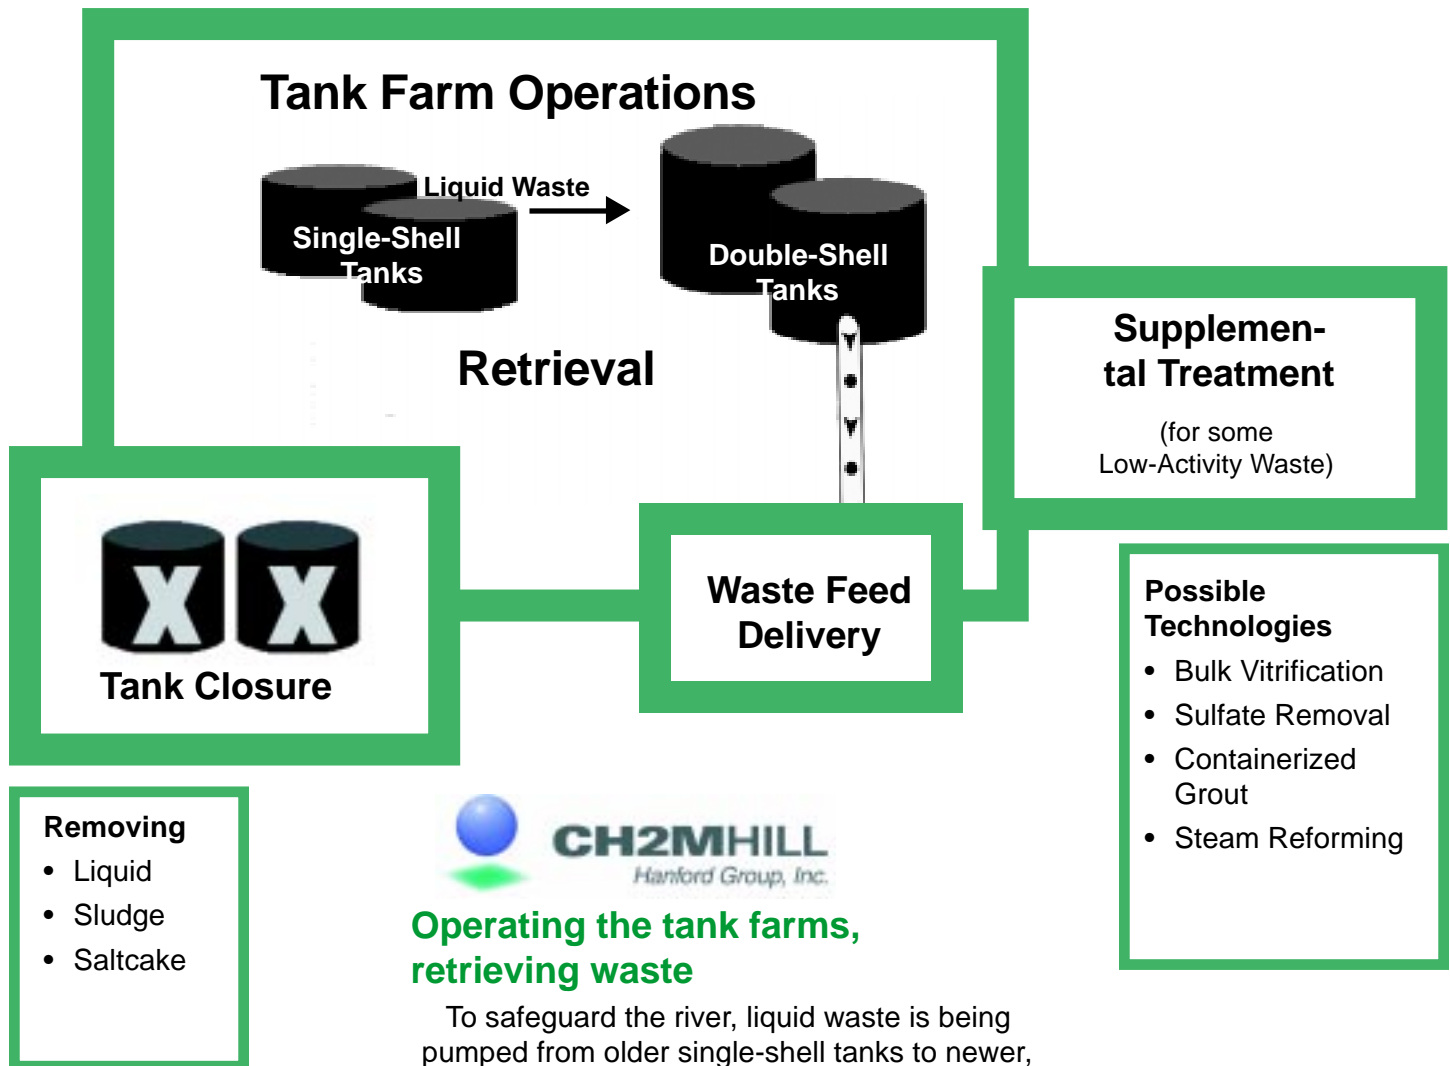 Tank Farm Operations
Liquid Waste
Single-Shell
Tanks
Double-Shell
Tanks
Retrieval
Supplemen-
tal Treatment
(for some
Low-Activity Waste)
X X
Tank Closure
Waste Feed
Delivery
Possible
Technologies
• Bulk Vitrification
• Sulfate Removal
• Containerized
Grout
• Steam Reforming
Removing
• Liquid
• Sludge
• Saltcake
CH2MHILL
Hanford Group, Inc.
Operating the tank farms,
retrieving waste
To safeguard the river, liquid waste is being
pumped from older single-shell tanks to newer,